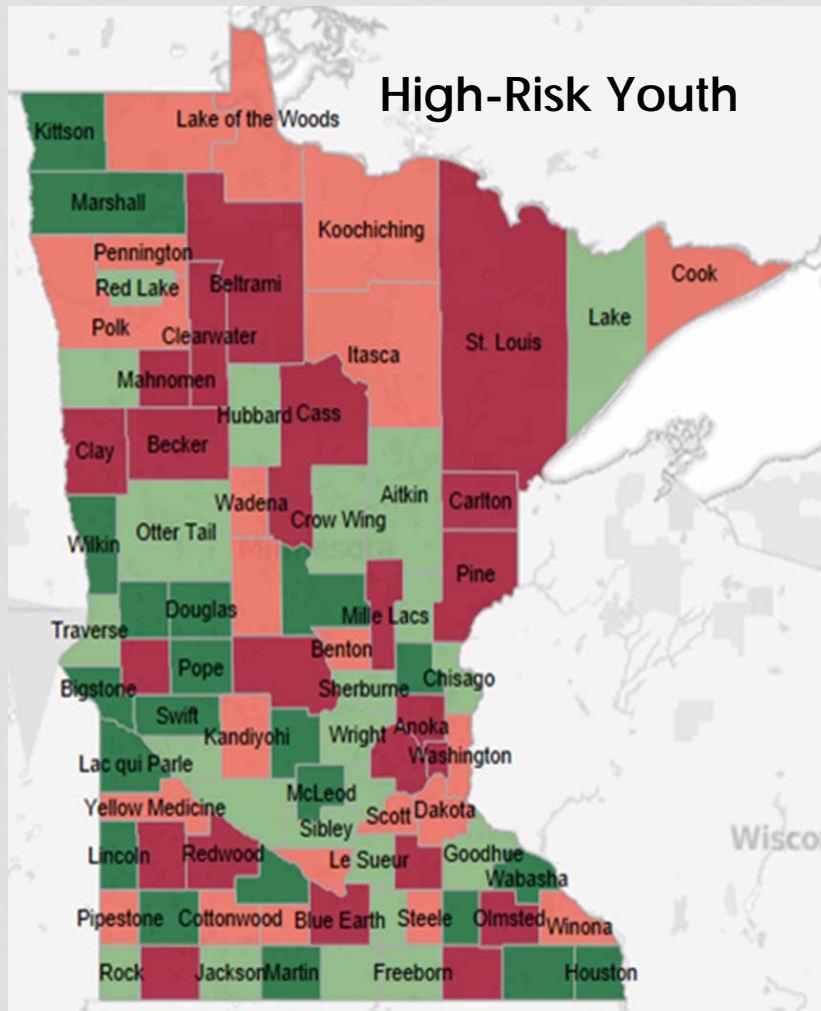 High-Risk Youth
Kittson
Lake of the Woods
Marshall
Koochiching
Pennington
Cook
Red Lake
Beltrami
Lake
Polk
Clearwater
St. Louis
Itasca
Mahnomen
Hubbard
Cass
Clay
Becker
Aitkin
Wadena
Carlton
Crow Wing
Otter Tail
Wilkin
Minnesota
Pine
Douglas
Mille Lacs
Traverse
Benton
Pope
Chisago
Bigstone
Sherburne
Swift
Anoka
Kandiyohi
Wright
Washington
Lac qui Parle
McLeod
Yellow Medicine
Dakota
Scott
Sibley
Wisco
Lincoln
Redwood
Le Sueur
Goodhue
Wabasha
Pipestone
Cottonwood
Blue Earth
Steele
Olmsted
Winona
Rock
Jackson
Martin
Freeborn
Houston